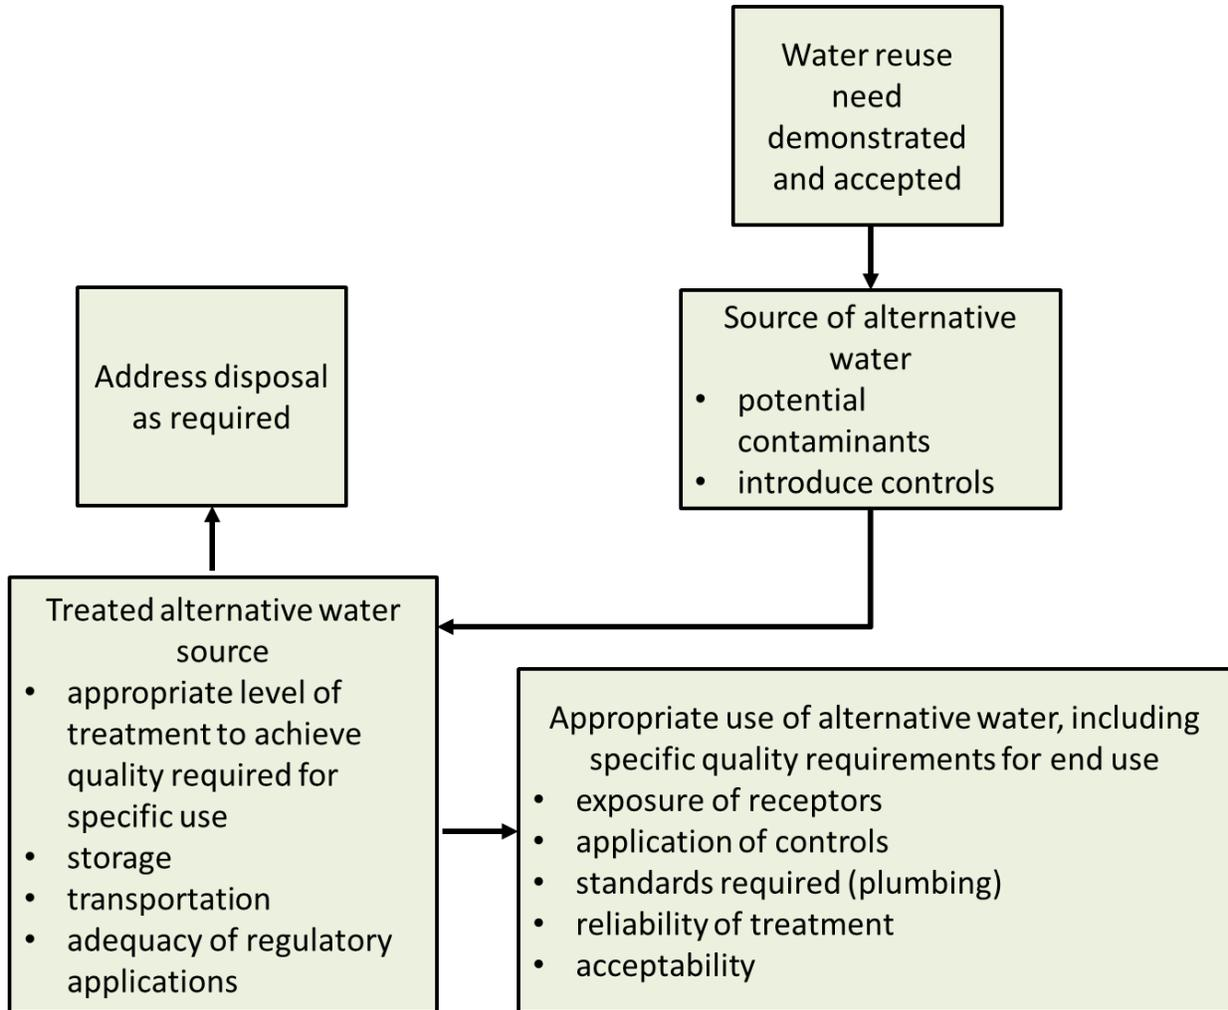 Water reuse
need
demonstrated
and accepted
Source of alternative
water
• potential
contaminants
• introduce controls
Address disposal
as required
Treated alternative water
source
• appropriate level of
treatment to achieve
quality required for
specific use
• storage
• transportation
• adequacy of regulatory
applications
Appropriate use of alternative water, including
specific quality requirements for end use
• exposure of receptors
• application of controls
• standards required (plumbing)
• reliability of treatment
• acceptability